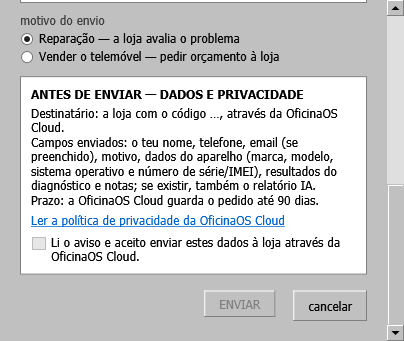 motivo do envio
Reparação — a loja avalia o problema
Vender o telemóvel — pedir orçamento à loja
ANTES DE ENVIAR — DADOS E PRIVACIDADE
Destinatário: a loja com o código ..., através da OficinaOS
Cloud.
Campos enviados: o teu nome, telefone, email (se
preenchido), motivo, dados do aparelho (marca, modelo,
sistema operativo e número de série/IMEI), resultados do
diagnóstico e notas; se existir, também o relatório IA.
Prazo: a OficinaOS Cloud guarda o pedido até 90 dias.
Ler a política de privacidade da OficinaOS Cloud
Li o aviso e aceito enviar estes dados à loja através da
OficinaOS Cloud.
ENVIAR
cancelar